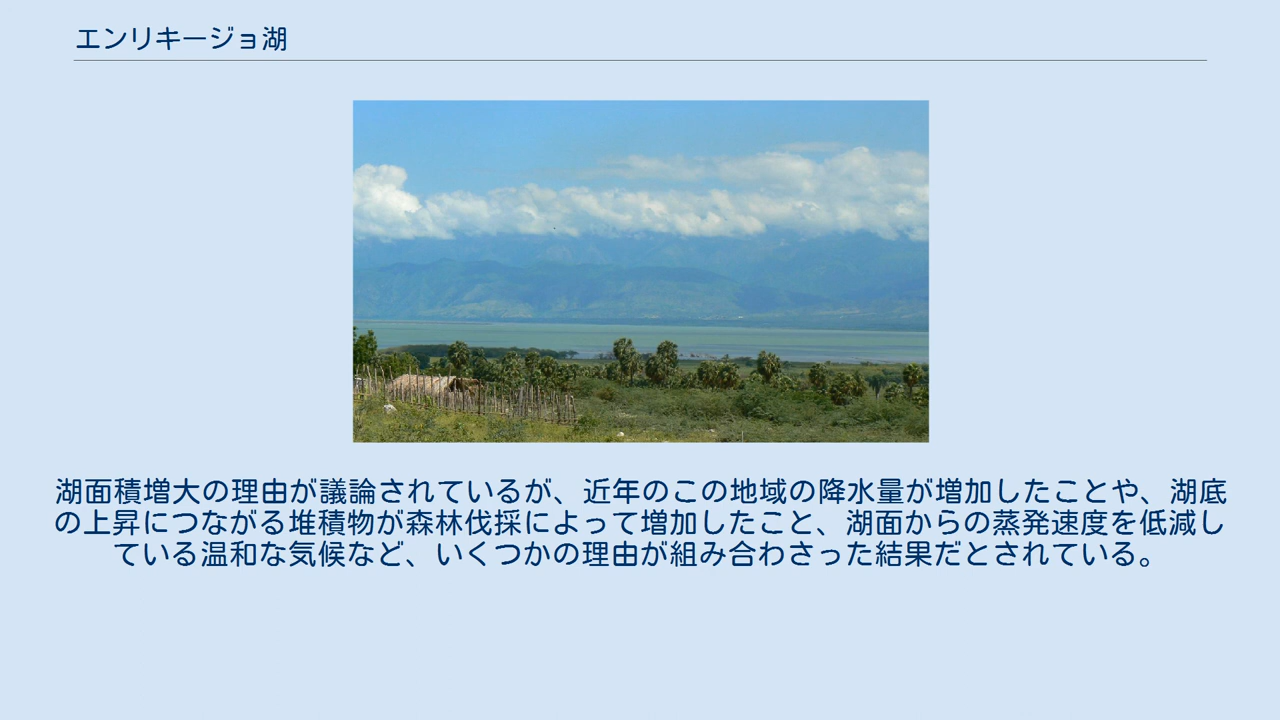 エンリキージョ湖
湖面積増大の理由が議論されているが、近年のこの地域の降水量が増加したことや、湖底
の上昇につながる堆積物が森林伐採によって増加したこと、湖面からの蒸発速度を低減し
ている温和な気候など、いくつかの理由が組み合わさった結果だとされている。